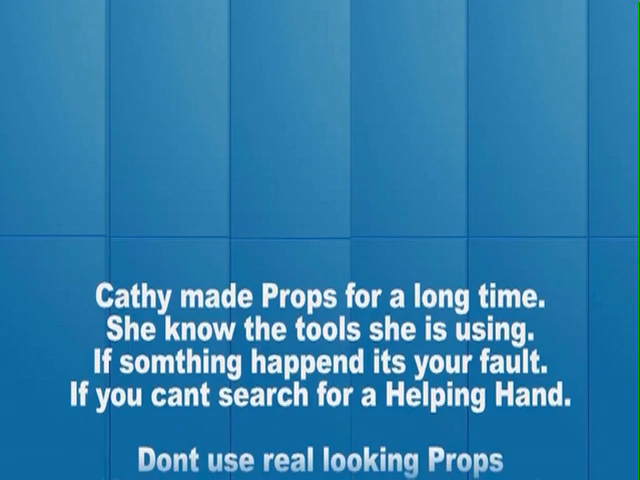 Cathy made Props for a long time.
She know the tools she is using.
If somthing happend its your fault.
If you cant search for a Helping Hand.
Dont use real looking Props